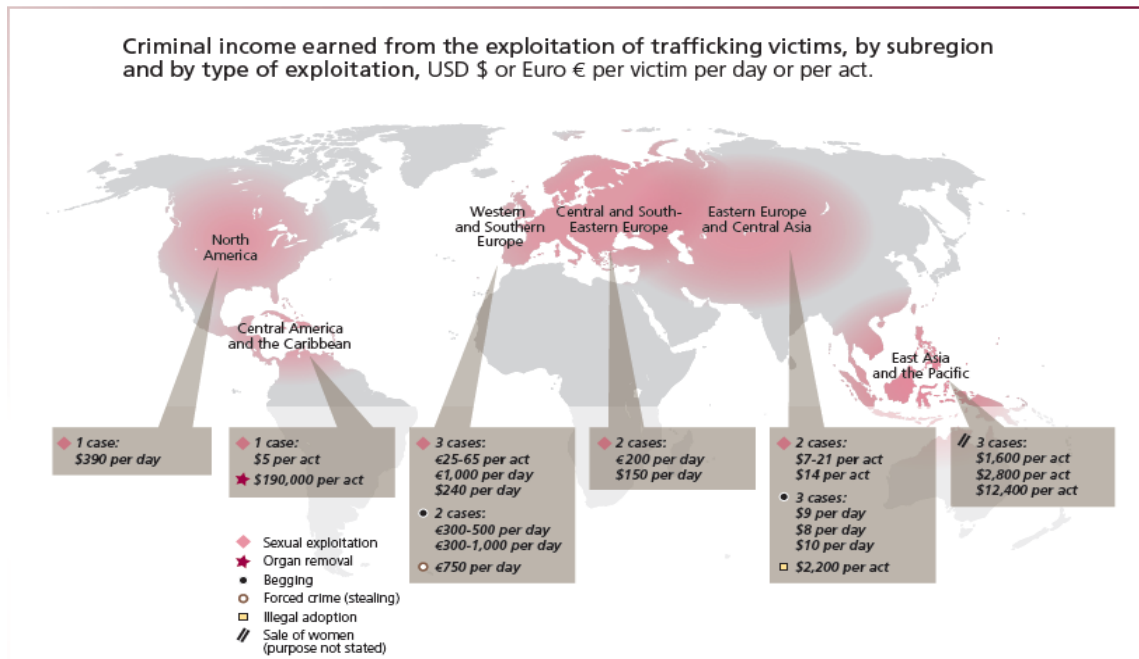 Criminal income earned from the exploitation of trafficking victims, by subregion
and by type of exploitation, USD $ or Euro € per victim per day or per act.
North
America
Central America
and the Caribbean
Western
and Southern
Europe
Central and South-
Eastern Europe
Eastern Europe
and Central Asia
East Asia
and the Pacific
1 case:
$390 per day
1 case:
$5 per act
$190,000 per act
3 cases:
€25-65 per act
€1,000 per day
$240 per day
2 cases:
€300-500 per day
€300-1,000 per day
€750 per day
2 cases:
€200 per day
$150 per day
2 cases:
$7-21 per act
$14 per act
3 cases:
$9 per day
$8 per day
$10 per day
$2,200 per act
3 cases:
$1,600 per act
$2,800 per act
$12,400 per act
Sexual exploitation
Organ removal
Begging
Forced crime (stealing)
Illegal adoption
Sale of women
(purpose not stated)